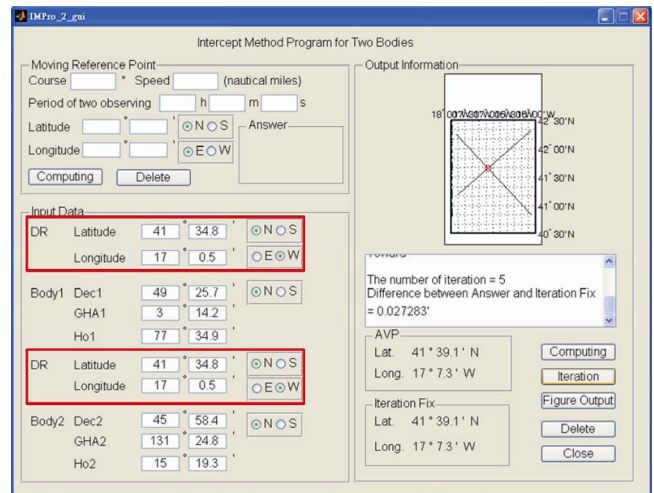 IMPro_2_gui
Intercept Method Program for Two Bodies
Moving Reference Point
Course ° Speed (nautical miles)
Period of two observing h m s
Latitude ° ' N S
Longitude ° ' E W
Answer
Computing Delete
Input Data
DR Latitude 41 ° 34.8 ' N S
Longitude 17 ° 0.5 ' E W
Body1 Dec1 49 ° 25.7 ' N S
GHA1 3 ° 14.2 '
Ho1 77 ° 34.9 '
DR Latitude 41 ° 34.8 ' N S
Longitude 17 ° 0.5 ' E W
Body2 Dec2 45 ° 58.4 ' N S
GHA2 131 ° 24.8 '
Ho2 15 ° 19.3 '
Output Information
42° 30'N
42° 00'N
41° 30'N
41° 00'N
40° 30'N
The number of iteration = 5
Difference between Answer and Iteration Fix
= 0.027283'
AVP
Lat. 41 ° 39.1 ' N
Long. 17 ° 7.3 ' W
Iteration Fix
Lat. 41 ° 39.1 ' N
Long. 17 ° 7.3 ' W
Computing
Iteration
Figure Output
Delete
Close